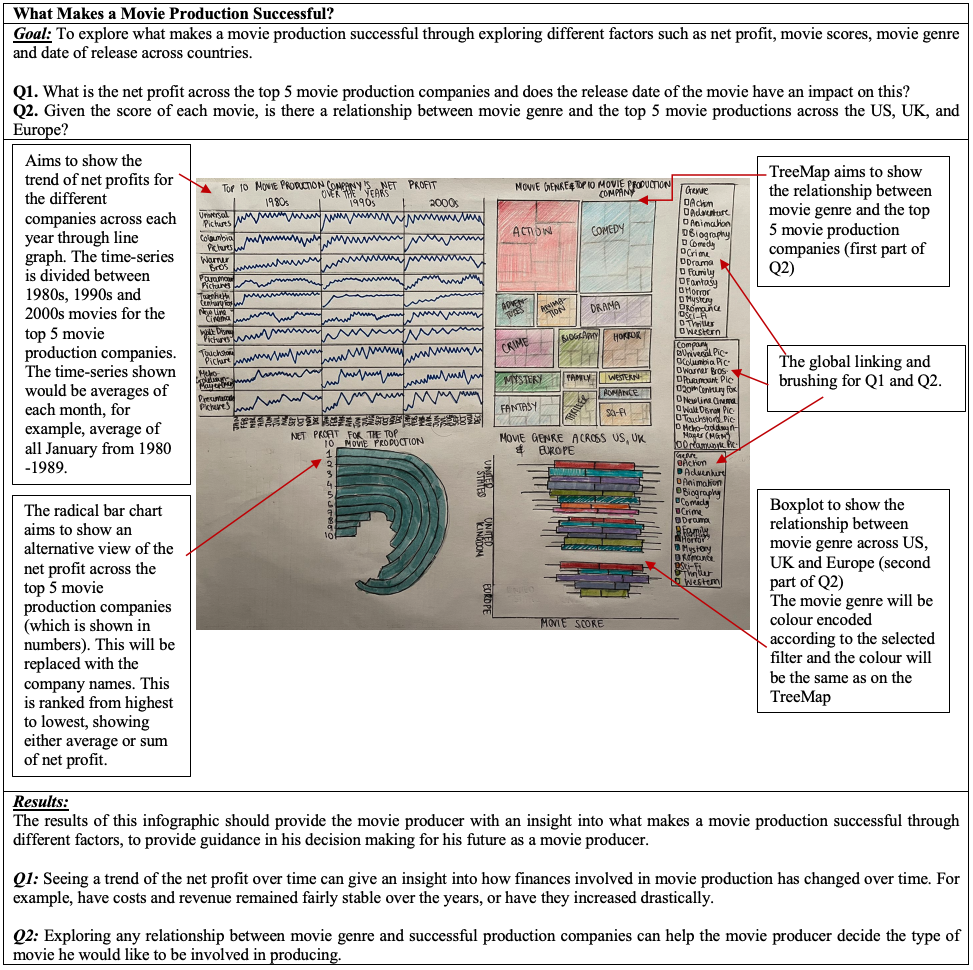 What Makes a Movie Production Successful?
Goal: To explore what makes a movie production successful through exploring different factors such as net profit, movie scores, movie genre
and date of release across countries.
Q1. What is the net profit across the top 5 movie production companies and does the release date of the movie have an impact on this?
Q2. Given the score of each movie, is there a relationship between movie genre and the top 5 movie productions across the US, UK, and
Europe?
Aims to show the
trend of net profits for
the different
companies across each
year through line
graph. The time-series
is divided between
1980s, 1990s and
2000s movies for the
top 5 movie
production companies.
The time-series shown
would be averages of
each month, for
example, average of
all January from 1980
-1989.
The radical bar chart
aims to show an
alternative view of the
net profit across the
top 5 movie
production companies
(which is shown in
numbers). This will be
replaced with the
company names. This
is ranked from highest
to lowest, showing
either average or sum
of net profit.
TOP 10 MOVIE PRODUCTION COMPANY'S NET PROFIT
OVER THE YEARS
1980s 1990s 2000s
Universal
Pictures
Columbia
Pictures
Warner
Bros
Paramount
Pictures
Twentieth
Century Fox
New Line
Cinema
Walt Disney
Pictures
Touchstone
Picture
Metro-
Pictures
NET PROFIT FOR THE TOP
10 MOVIE PRODUCTION
1
2
3
4
5
6
7
8
9
10
MOVIE GENRE & TOP 10 MOVIE PRODUCTION
COMPANY
ACTION
COMEDY
ADVEN-
TURES
ANIMA-
TION
DRAMA
CRIME
BIOGRAPHY
HORROR
MYSTERY
FAMILY
WESTERN
FANTASY
THRILLER
ROMANCE
SCI-FI
MOVIE GENRE ACROSS US, UK
& EUROPE
UNITED
STATES
UNITED
KINGDOM
EUROPE
MOVIE SCORE
Genre
Action
Adventure
Animation
Biography
Comedy
Crime
Drama
Family
Fantasy
Horror
Mystery
Romance
Sci-Fi
Thriller
Western
Company
Universal Pic-
Columbia Pic-
Warner Bros-
Paramount Pic
20th Century Fox
New Line Cinema
Walt Disney Pic-
Touchstone Pic-
Metro-Goldwyn-
Mayer (MGM)
Dreamwork Pic-
Genre
Action
Adventure
Animation
Biography
Comedy
Crime
Drama
Family
Horror
Mystery
Romance
Sci-Fi
Thriller
Western
TreeMap aims to show
the relationship between
movie genre and the top
5 movie production
companies (first part of
Q2)
The global linking and
brushing for Q1 and Q2.
Boxplot to show the
relationship between
movie genre across US,
UK and Europe (second
part of Q2)
The movie genre will be
colour encoded
according to the selected
filter and the colour will
be the same as on the
TreeMap
Results:
The results of this infographic should provide the movie producer with an insight into what makes a movie production successful through
different factors, to provide guidance in his decision making for his future as a movie producer.
Q1: Seeing a trend of the net profit over time can give an insight into how finances involved in movie production has changed over time. For
example, have costs and revenue remained fairly stable over the years, or have they increased drastically.
Q2: Exploring any relationship between movie genre and successful production companies can help the movie producer decide the type of
movie he would like to be involved in producing.